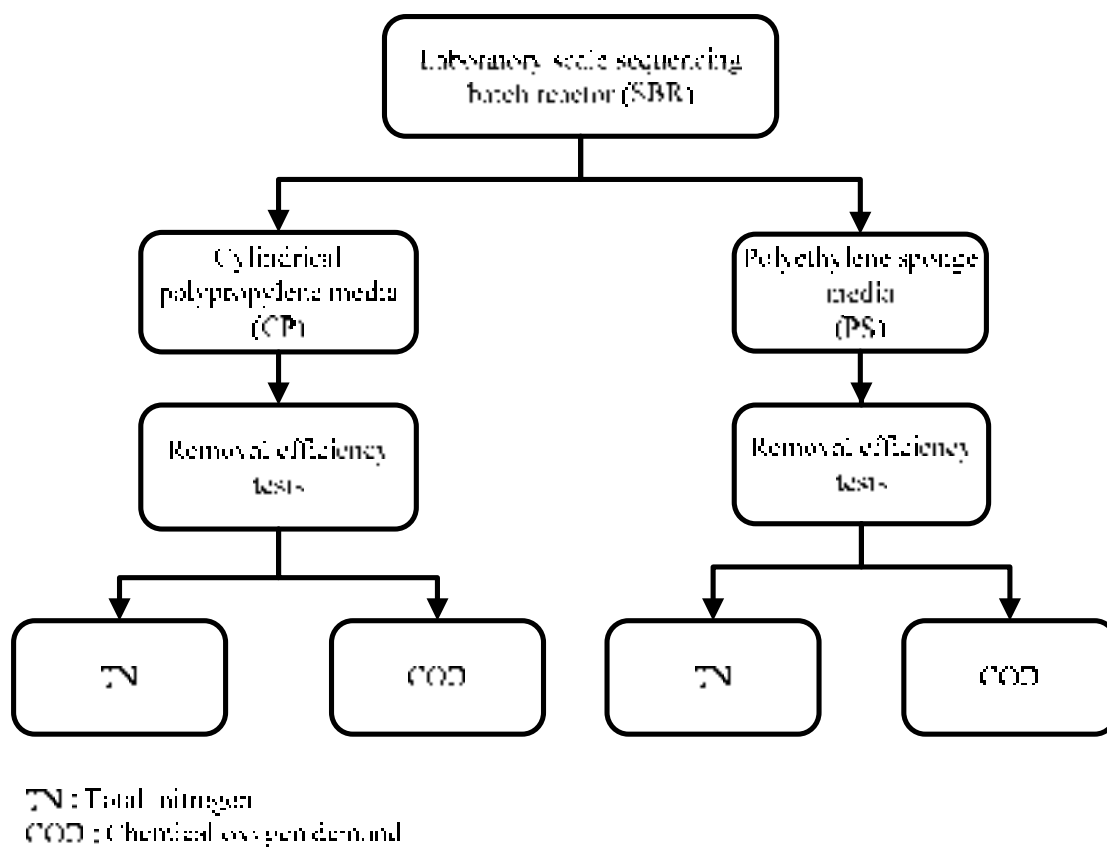 Laboratory scale sequencing
batch reactor (SBR)
Cylindrical
polypropylene media
(CP)
Polyethylene sponge
media
(PS)
Removal efficiency
tests
Removal efficiency
tests
TN
COD
TN
COD
TN : Total nitrogen
COD : Chemical oxygen demand